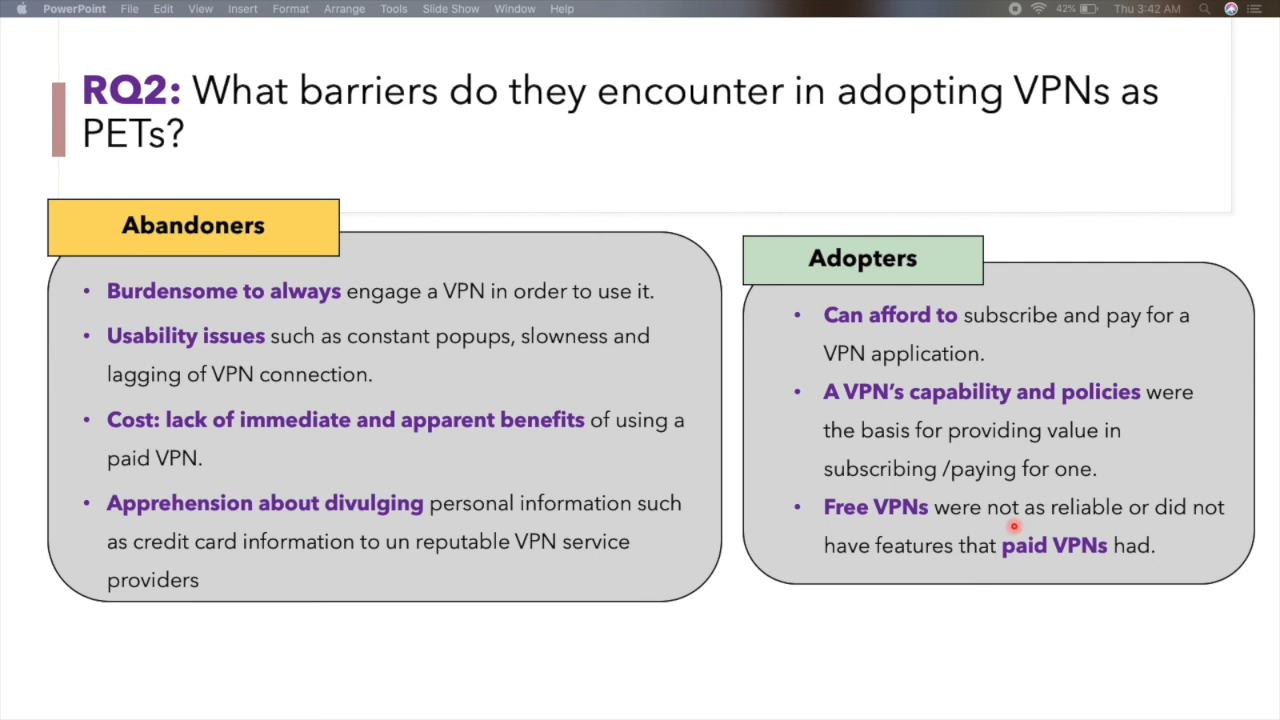 PowerPoint File Edit View Insert Format Arrange Tools Slide Show Window Help 42% Thu 3:42 AM
RQ2: What barriers do they encounter in adopting VPNs as
PETs?
Abandoners
• Burdensome to always engage a VPN in order to use it.
• Usability issues such as constant popups, slowness and
lagging of VPN connection.
• Cost: lack of immediate and apparent benefits of using a
paid VPN.
• Apprehension about divulging personal information such
as credit card information to un reputable VPN service
providers
Adopters
• Can afford to subscribe and pay for a
VPN application.
• A VPN’s capability and policies were
the basis for providing value in
subscribing /paying for one.
• Free VPNs were not as reliable or did not
have features that paid VPNs had.